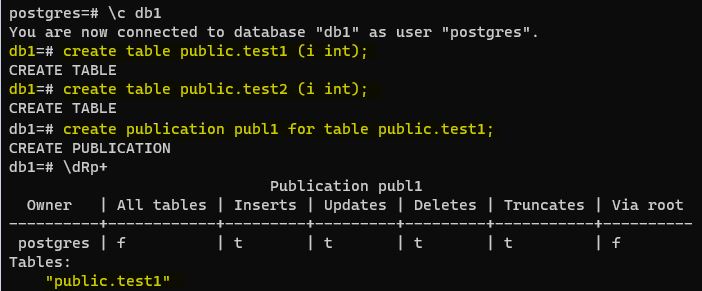 postgres=# \c db1
You are now connected to database "db1" as user "postgres".
db1=# create table public.test1 (i int);
CREATE TABLE
db1=# create table public.test2 (i int);
CREATE TABLE
db1=# create publication publ1 for table public.test1;
CREATE PUBLICATION
db1=# \dRp+
                            Publication publ1
  Owner   | All tables | Inserts | Updates | Deletes | Truncates | Via root
----------+------------+---------+---------+---------+-----------+----------
 postgres | f          | t       | t       | t       | t         | f
Tables:
    "public.test1"